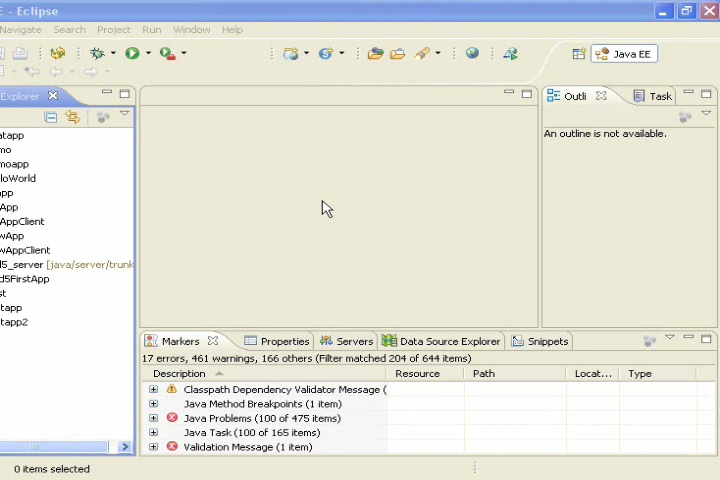 E - Eclipse
Navigate Search Project Run Window Help
Java EE
Explorer
Outli
Task
atapp
mo
moapp
loWorld
app
App
AppClient
wApp
wAppClient
d5_server [java/server/trunk
d5FirstApp
st
tapp
tapp2
An outline is not available.
Markers Properties Servers Data Source Explorer Snippets
17 errors, 461 warnings, 166 others (Filter matched 204 of 644 items)
Description Resource Path Locat... Type
Classpath Dependency Validator Message (
Java Method Breakpoints (1 item)
Java Problems (100 of 475 items)
Java Task (100 of 165 items)
Validation Message (1 item)
0 items selected